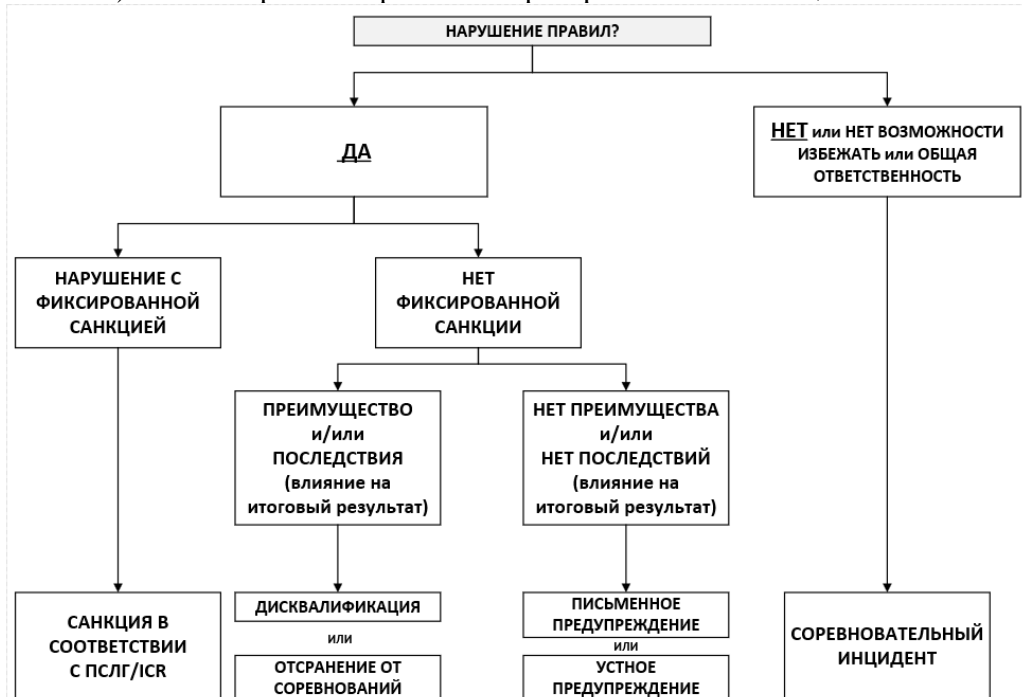 НАРУШЕНИЕ ПРАВИЛ?
ДА
НЕТ или НЕТ ВОЗМОЖНОСТИ
ИЗБЕЖАТЬ или ОБЩАЯ
ОТВЕТСТВЕННОСТЬ
НАРУШЕНИЕ С
ФИКСИРОВАННОЙ
САНКЦИЕЙ
НЕТ
ФИКСИРОВАННОЙ
САНКЦИИ
ПРЕИМУЩЕСТВО
и/или
ПОСЛЕДСТВИЯ
(влияние на
итоговый результат)
НЕТ ПРЕИМУЩЕСТВА
и/или
НЕТ ПОСЛЕДСТВИЙ
(влияние на
итоговый результат)
САНКЦИЯ В
СООТВЕТСТВИИ
С ПСЛГ/ICR
ДИСКВАЛИФИКАЦИЯ
или
ОТСРАНЕНИЕ ОТ
СОРЕВНОВАНИЙ
ПИСЬМЕННОЕ
ПРЕДУПРЕЖДЕНИЕ
или
УСТНОЕ
ПРЕДУПРЕЖДЕНИЕ
СОРЕВНОВАТЕЛЬНЫЙ
ИНЦИДЕНТ